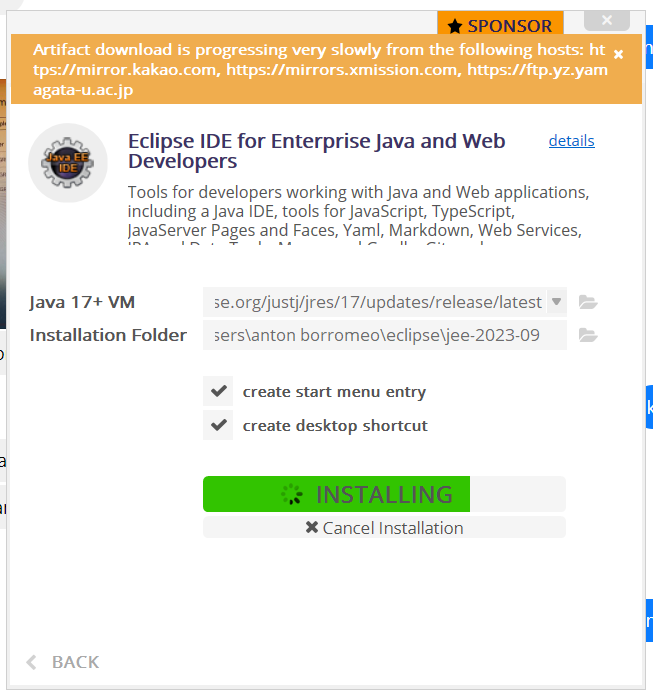 SPONSOR
Artifact download is progressing very slowly from the following hosts: ht
tps://mirror.kakao.com, https://mirrors.xmission.com, https://ftp.yz.yam
agata-u.ac.jp
Java EE
IDE
Eclipse IDE for Enterprise Java and Web
Developers
details
Tools for developers working with Java and Web applications,
including a Java IDE, tools for JavaScript, TypeScript,
JavaServer Pages and Faces, Yaml, Markdown, Web Services,
Java 17+ VM
se.org/justj/jres/17/updates/release/latest
Installation Folder
sers\anton borromeo\eclipse\jee-2023-09
create start menu entry
create desktop shortcut
INSTALLING
Cancel Installation
BACK